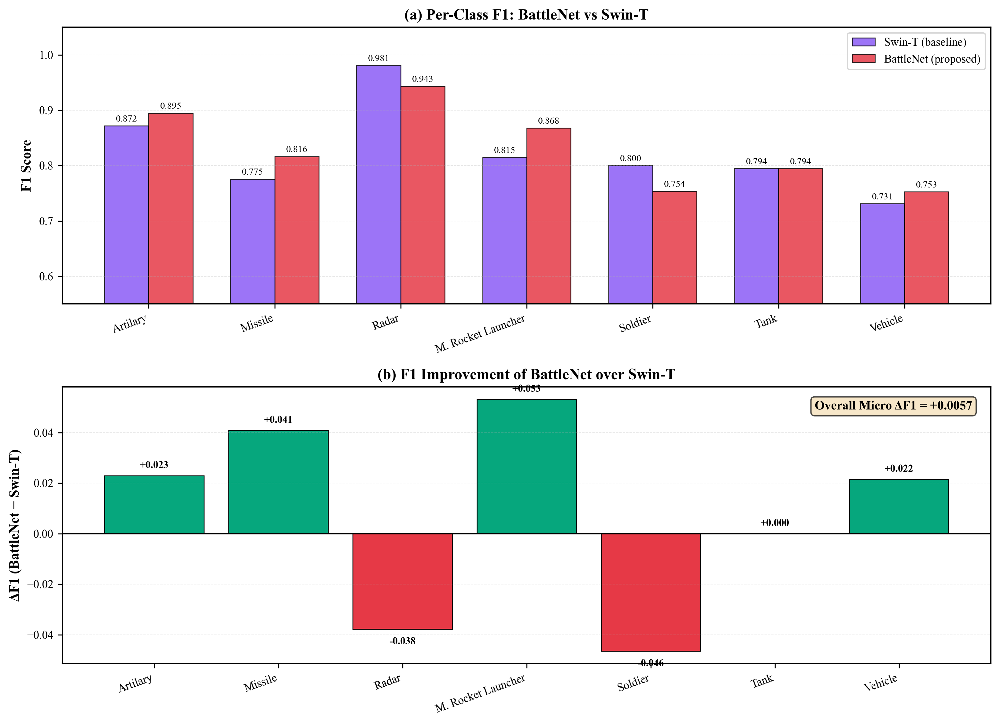 (a) Per-Class F1: BattleNet vs Swin-T
Swin-T (baseline)
BattleNet (proposed)
F1 Score
1.0
0.9
0.8
0.7
0.6
0.872
0.895
0.775
0.816
0.981
0.943
0.815
0.868
0.800
0.754
0.794
0.794
0.731
0.753
Artilary
Missile
Radar
M. Rocket Launcher
Soldier
Tank
Vehicle
(b) F1 Improvement of BattleNet over Swin-T
Overall Micro ΔF1 = +0.0057
ΔF1 (BattleNet − Swin-T)
0.04
0.02
0.00
−0.02
−0.04
+0.023
+0.041
-0.038
+0.053
-0.046
+0.000
+0.022
Artilary
Missile
Radar
M. Rocket Launcher
Soldier
Tank
Vehicle